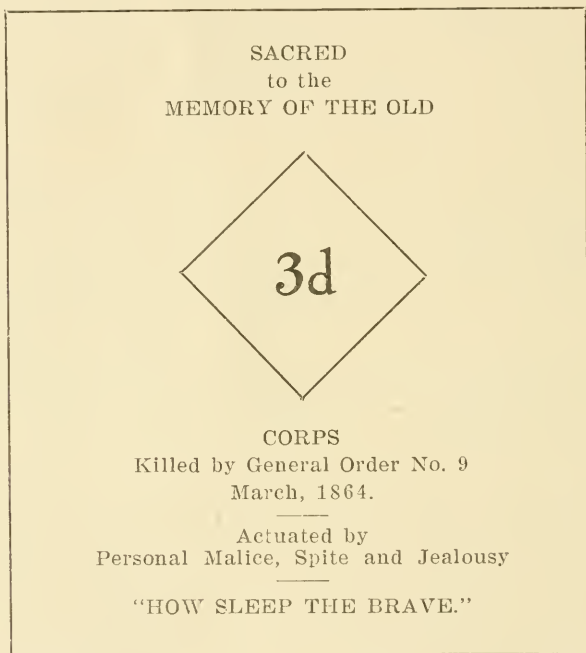 SACRED
to the
MEMORY OF THE OLD
3d
CORPS
Killed by General Order No. 9
March, 1864.
Actuated by
Personal Malice, Spite and Jealousy
"HOW SLEEP THE BRAVE."